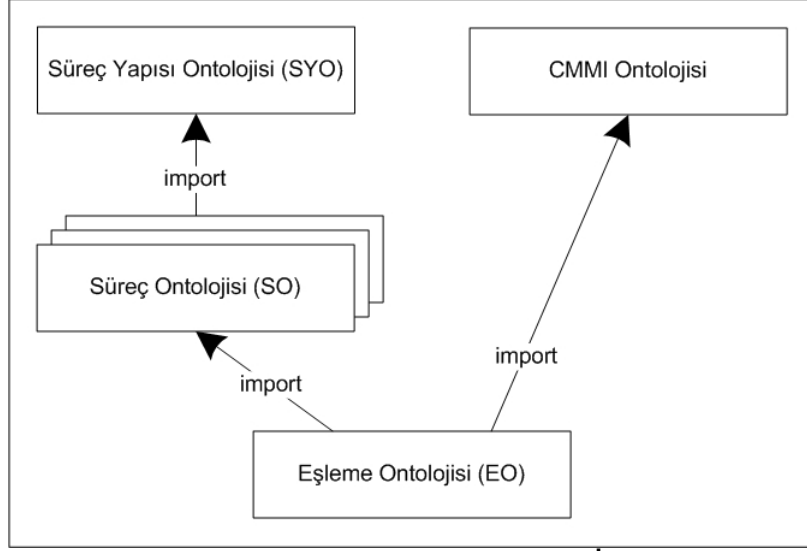 Süreç Yapısı Ontolojisi (SYO)
CMMI Ontolojisi
import
Süreç Ontolojisi (SO)
import
import
Eşleme Ontolojisi (EO)